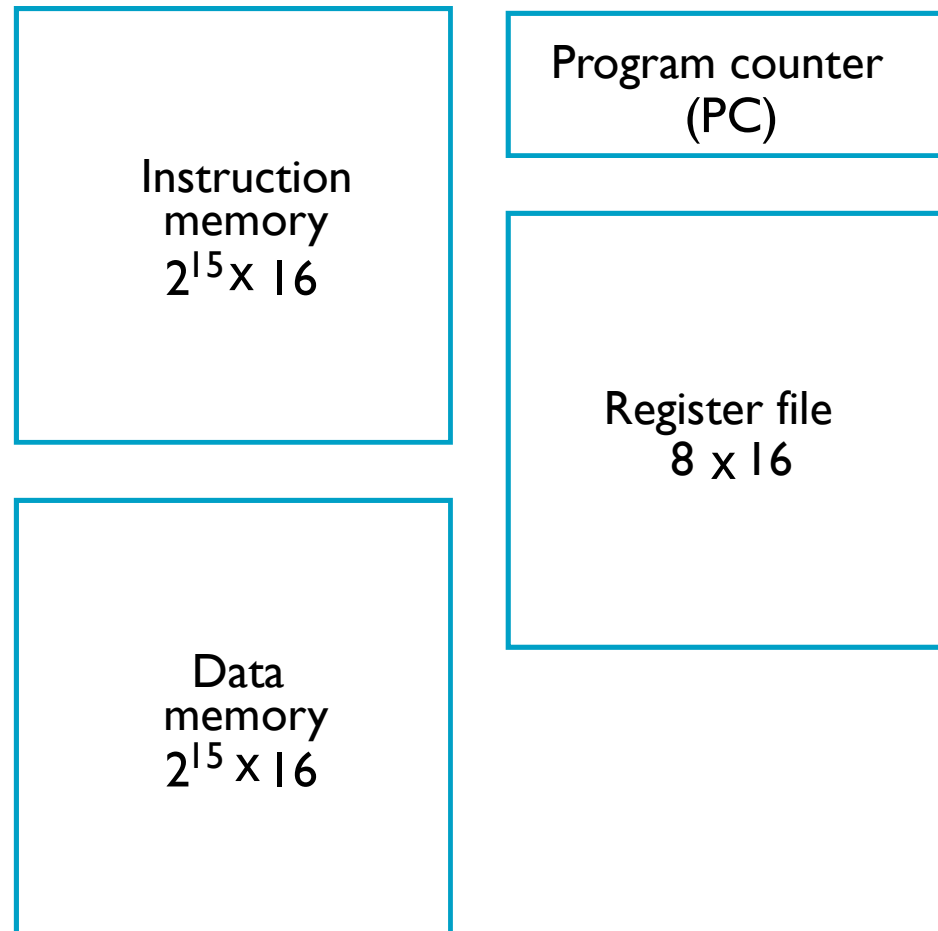 Instruction
memory
2¹⁵ x 16
Program counter
(PC)
Register file
8 x 16
Data
memory
2¹⁵ x 16